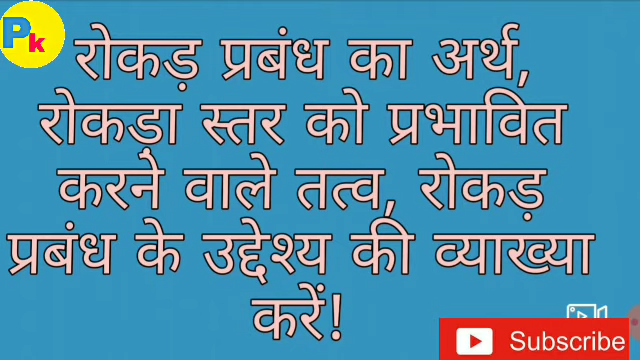 Pk
रोकड़ प्रबंध का अर्थ,
रोकड़ा स्तर को प्रभावित
करने वाले तत्व, रोकड़
प्रबंध के उद्देश्य की व्याख्या
करें!
Subscribe